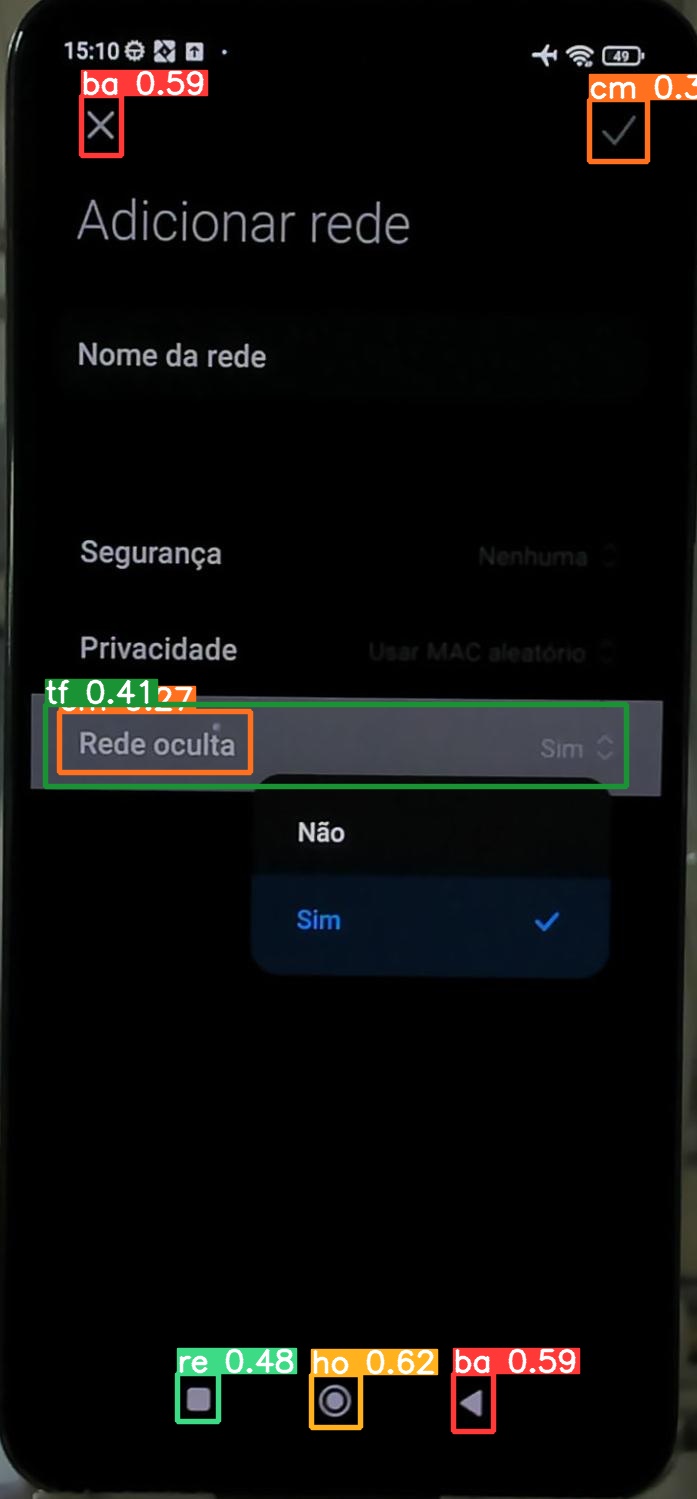 15:10
49
ba 0.59
cm 0.3
Adicionar rede
Nome da rede
Segurança
Nenhuma
Privacidade
Usar MAC aleatório
tf 0.41
27
Rede oculta
Sim
Não
Sim
re 0.48
ho 0.62
ba 0.59